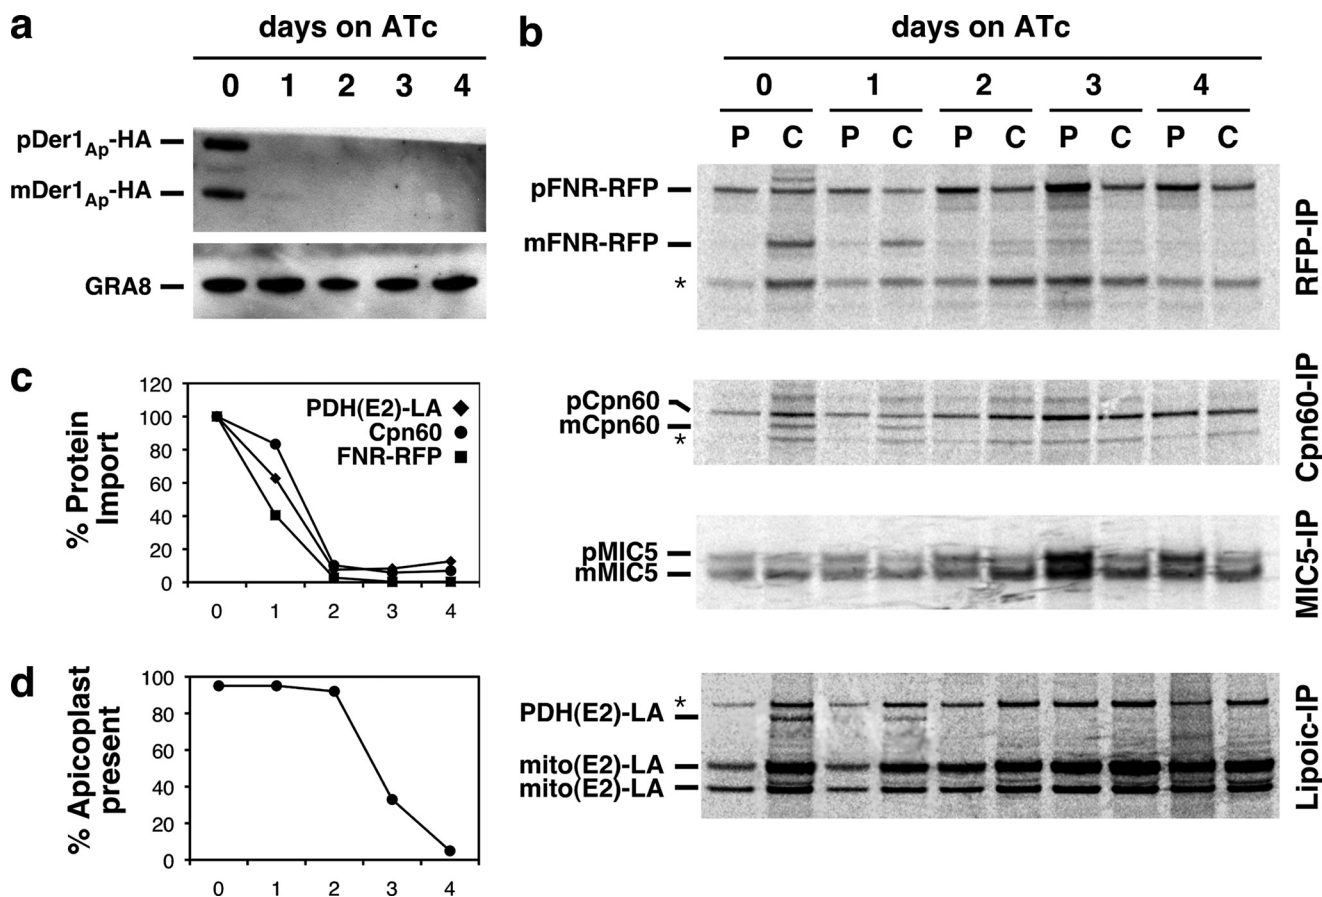 a
days on ATc
0 1 2 3 4
pDer1Ap-HA
mDer1Ap-HA
GRA8
b
days on ATc
0 1 2 3 4
P C P C P C P C P C
pFNR-RFP
mFNR-RFP
*
RFP-IP
pCpn60
mCpn60
*
Cpn60-IP
pMIC5
mMIC5
MIC5-IP
*
PDH(E2)-LA
mito(E2)-LA
mito(E2)-LA
Lipoic-IP
c
% Protein
Import
120
100
80
60
40
20
0
PDH(E2)-LA
Cpn60
FNR-RFP
0 1 2 3 4
d
% Apicoplast
present
100
80
60
40
20
0
0 1 2 3 4